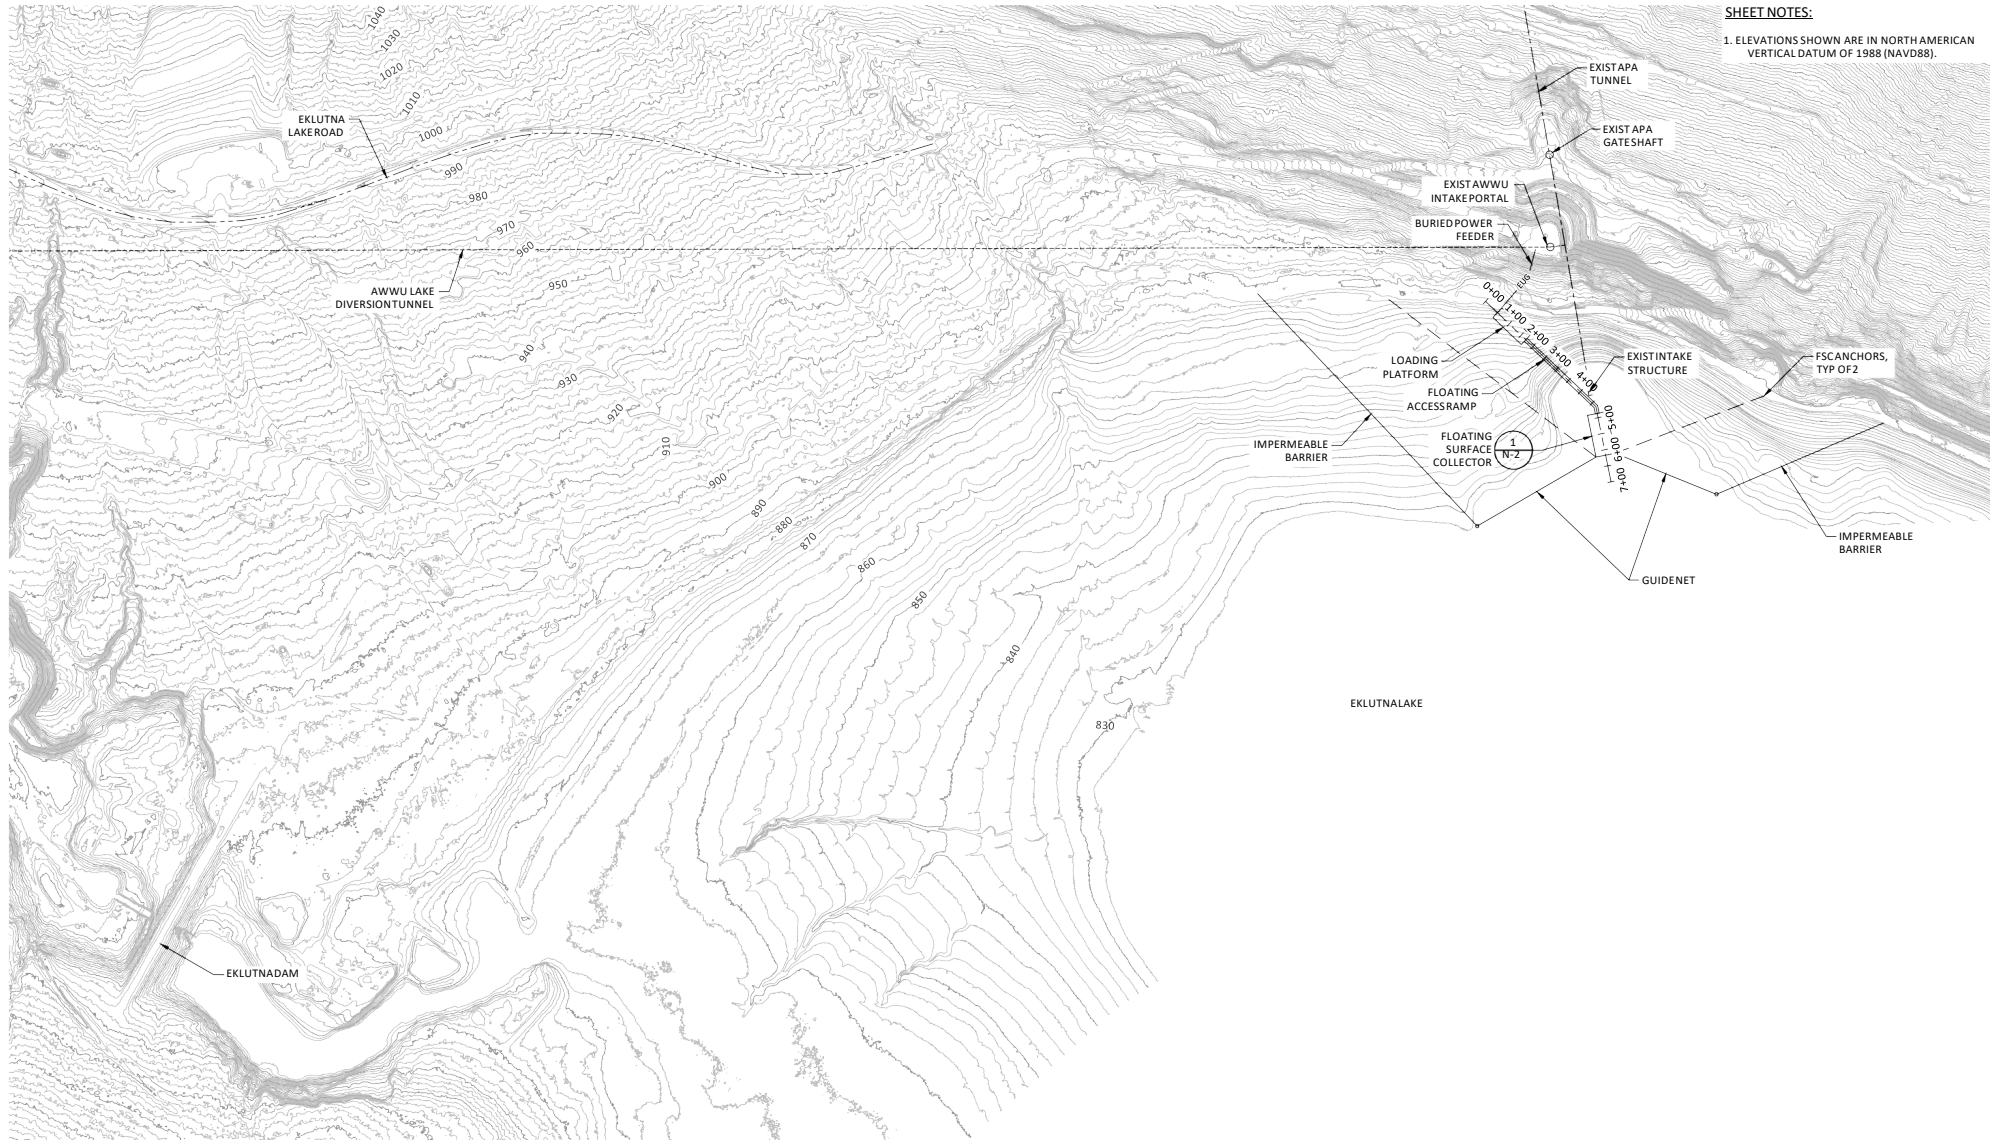 SHEET NOTES:
1. ELEVATIONS SHOWN ARE IN NORTH AMERICAN
VERTICAL DATUM OF 1988 (NAVD88).
EXIST APA
TUNNEL
EXIST APA
GATE SHAFT
EXIST AWWU
INTAKE PORTAL
BURIED POWER
FEEDER
EUG
EKLUTNA
LAKE ROAD
AWWU LAKE
DIVERSION TUNNEL
1040
1030
1020
1010
1000
990
980
970
960
950
940
930
920
910
900
890
880
870
860
850
840
830
0+00
1+00
2+00
3+00
4+00
5+00
6+00
7+00
LOADING
PLATFORM
FLOATING
ACCESS RAMP
EXIST INTAKE
STRUCTURE
FSC ANCHORS,
TYP OF 2
IMPERMEABLE
BARRIER
FLOATING
SURFACE
COLLECTOR
1
N-2
IMPERMEABLE
BARRIER
GUIDE NET
EKLUTNA LAKE
EKLUTNA DAM